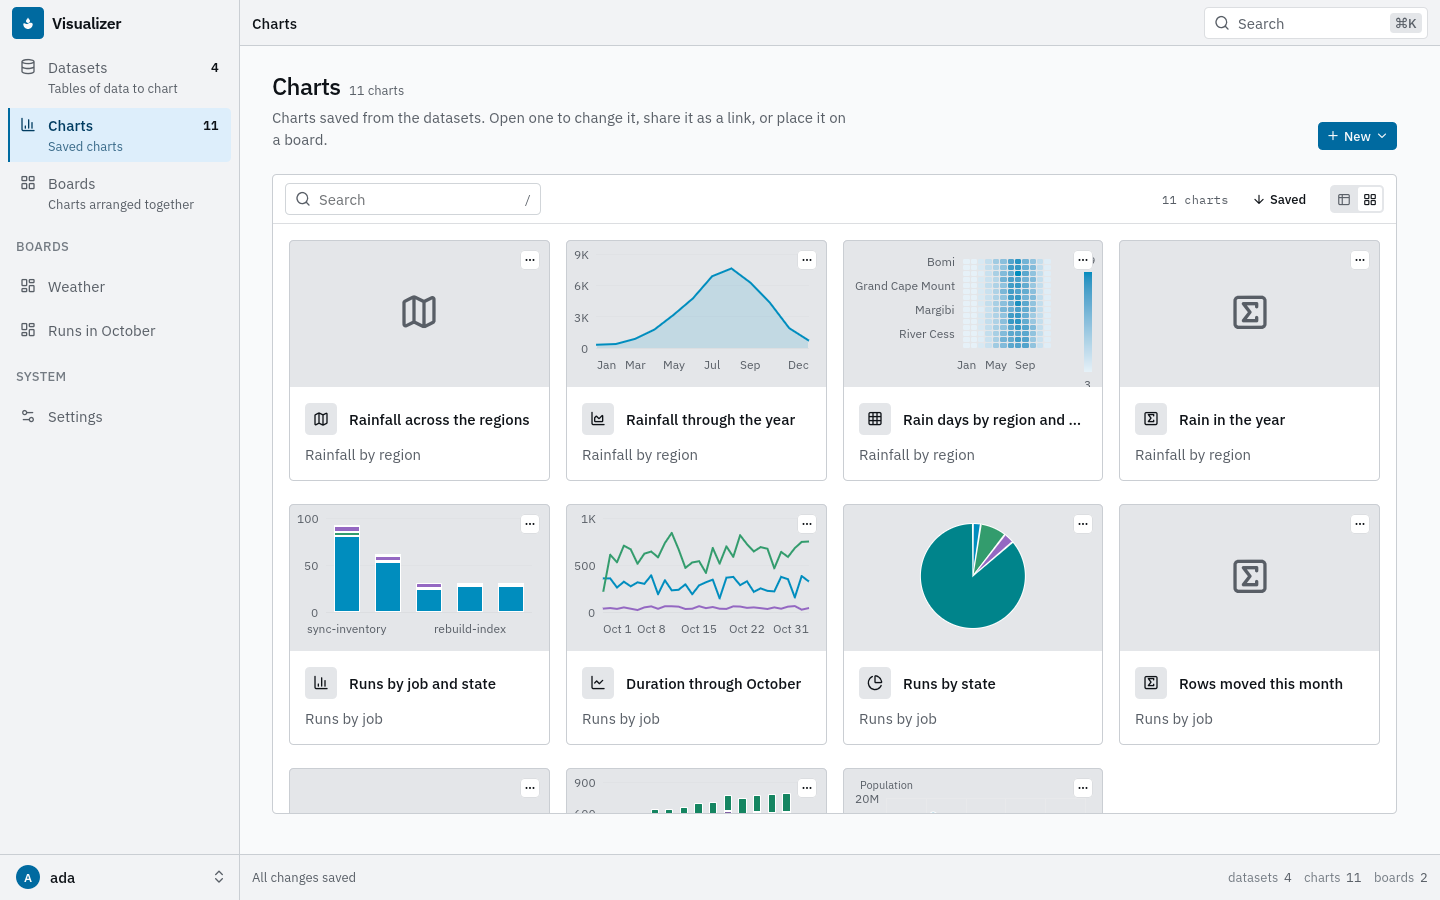 Visualizer
Charts
Search
⌘K
Datasets
4
Tables of data to chart
Charts
11
Saved charts
Boards
Charts arranged together
BOARDS
Weather
Runs in October
SYSTEM
Settings
Charts
11 charts
Charts saved from the datasets. Open one to change it, share it as a link, or place it on
a board.
New
Search
/
11 charts
Saved
Rainfall across the regions
Rainfall by region
9K
6K
3K
0
Jan Mar May Jul Sep Dec
Rainfall through the year
Rainfall by region
Bomi
Grand Cape Mount
Margibi
River Cess
Jan May Sep
3
Rain days by region and ...
Rainfall by region
Rain in the year
Rainfall by region
100
50
0
sync-inventory rebuild-index
Runs by job and state
Runs by job
1K
500
0
Oct 1 Oct 8 Oct 15 Oct 22 Oct 31
Duration through October
Runs by job
Runs by state
Runs by job
Rows moved this month
Runs by job
900
600
Population
20M
A
ada
All changes saved
datasets 4 charts 11 boards 2